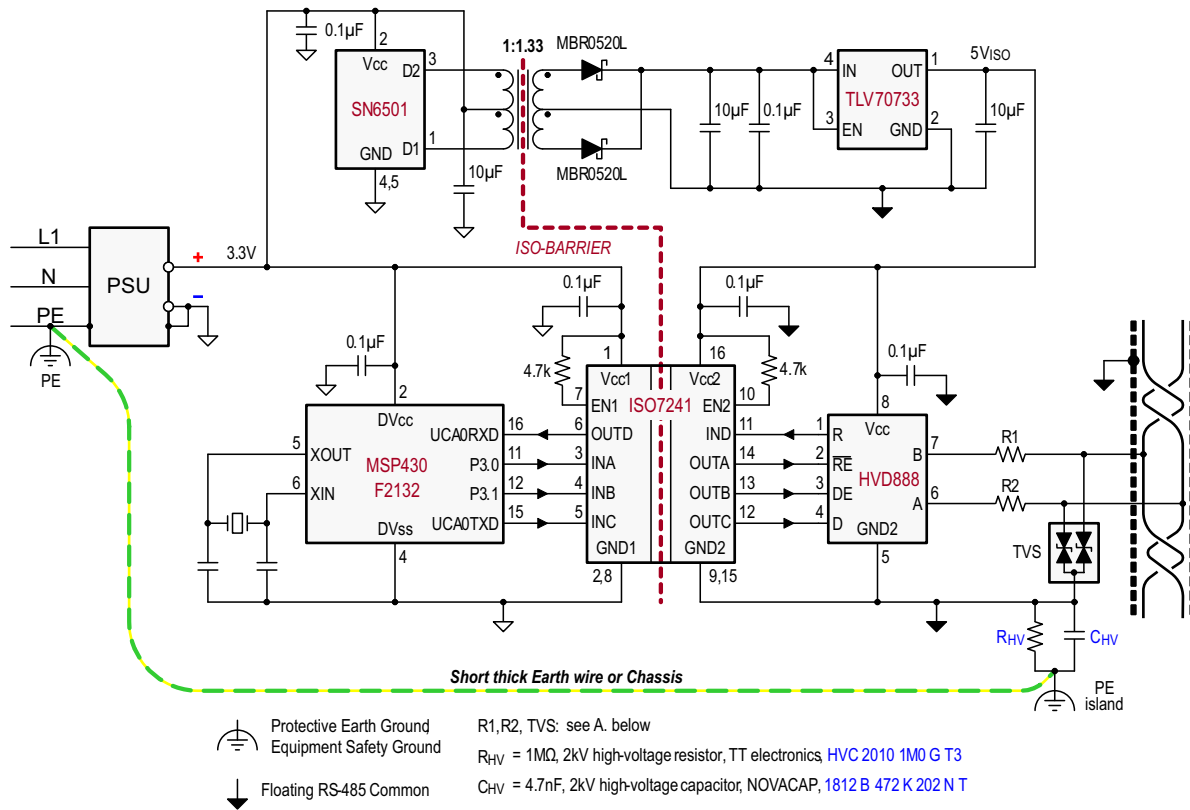 0.1µF
2
Vcc
D2
3
SN6501
D1
1
GND
4,5
10µF
1:1.33
MBR0520L
MBR0520L
10µF
0.1µF
4
IN
OUT
1
TLV70733
3
EN
GND
2
5VISO
10µF
ISO-BARRIER
L1
N
PE
PSU
+
–
3.3V
PE
0.1µF
0.1µF
4.7k
1
Vcc1
7
EN1
ISO7241
6
OUTD
3
INA
4
INB
5
INC
GND1
2,8
0.1µF
16
Vcc2
4.7k
10
EN2
IND
11
OUTA
14
OUTB
13
OUTC
12
GND2
9,15
2
DVcc
5
XOUT
6
XIN
MSP430
F2132
UCA0RXD
16
P3.0
11
P3.1
12
UCA0TXD
15
DVss
4
0.1µF
8
Vcc
1
R
2
RE
3
DE
4
D
HVD888
B
7
A
6
GND2
5
R1
R2
TVS
RHV
CHV
PE
island
Short thick Earth wire or Chassis
Protective Earth Ground,
Equipment Safety Ground
Floating RS-485 Common
R1,R2, TVS: see A. below
RHV = 1MΩ, 2kV high-voltage resistor, TT electronics, HVC 2010 1M0 G T3
CHV = 4.7nF, 2kV high-voltage capacitor, NOVACAP, 1812 B 472 K 202 N T